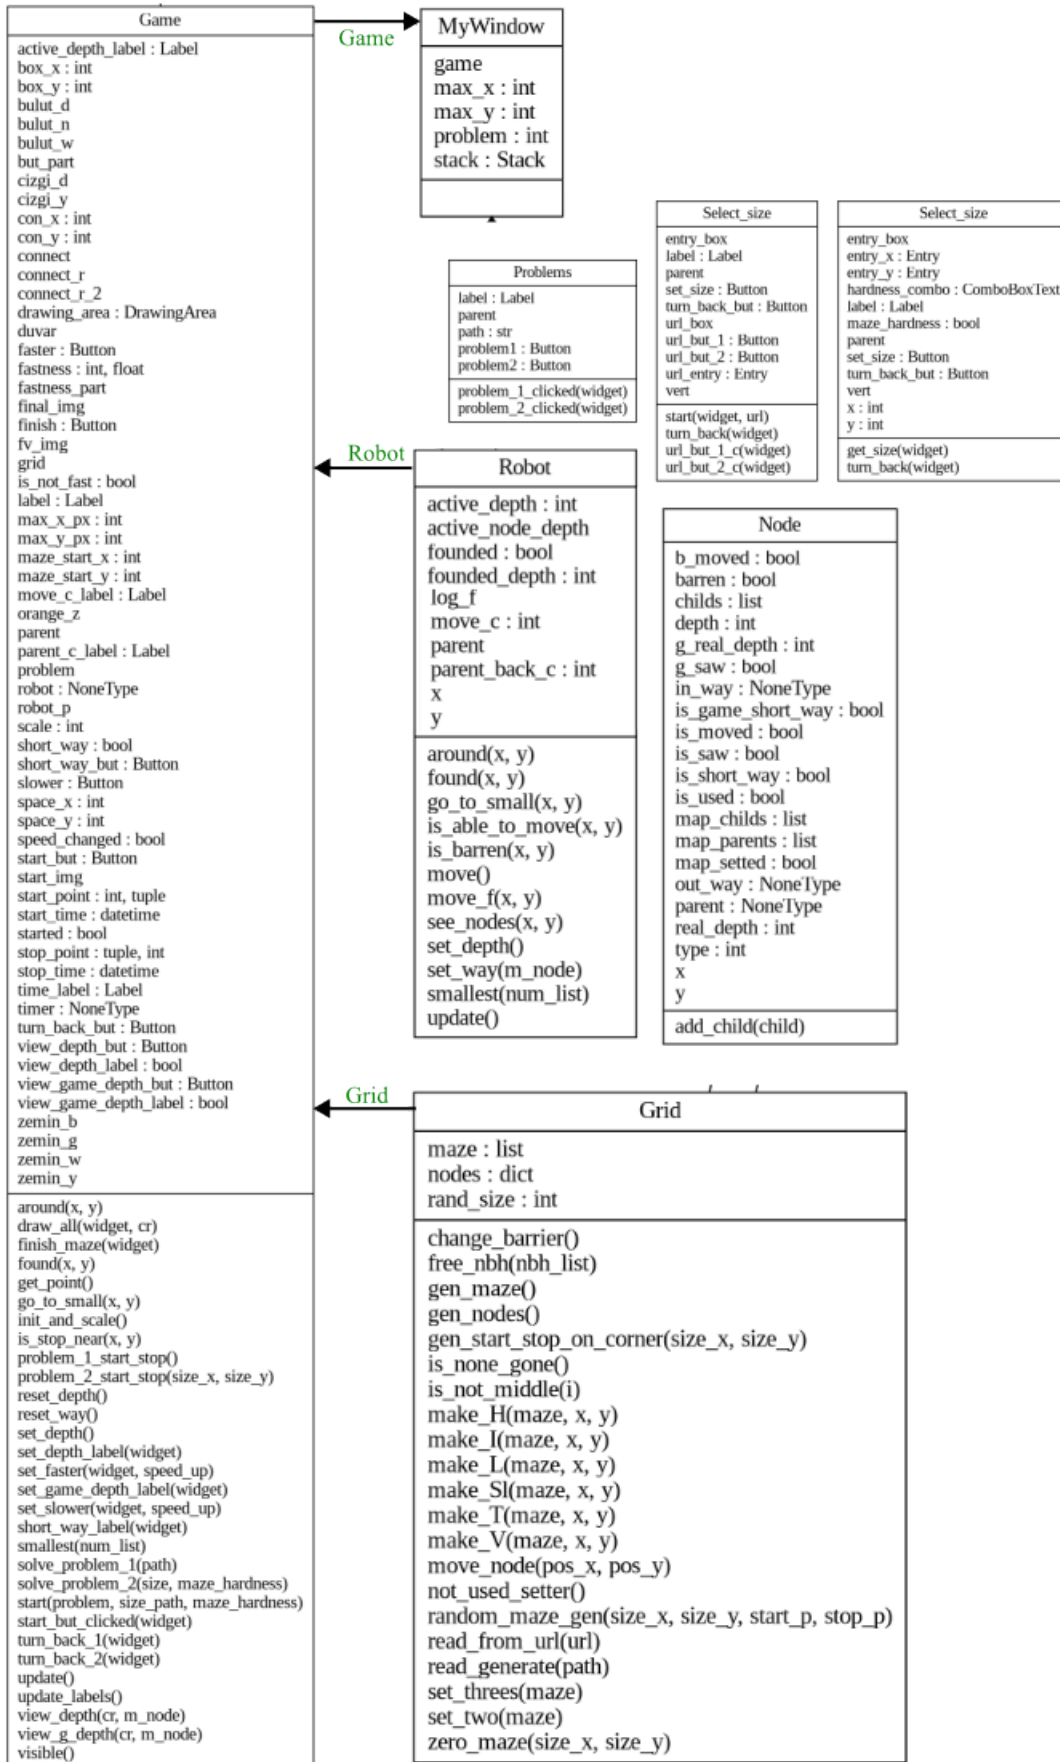 Game
active_depth_label : Label
box_x : int
box_y : int
bulut_d
bulut_n
bulut_w
but_part
cizgi_d
cizgi_y
con_x : int
con_y : int
connect
connect_r
connect_r_2
drawing_area : DrawingArea
duvar
faster : Button
fastness : int, float
fastness_part
final_img
finish : Button
fv_img
grid
is_not_fast : bool
label : Label
max_x_px : int
max_y_px : int
maze_start_x : int
maze_start_y : int
move_c_label : Label
orange_z
parent
parent_c_label : Label
problem
robot : NoneType
robot_p
scale : int
short_way : bool
short_way_but : Button
slower : Button
space_x : int
space_y : int
speed_changed : bool
start_but : Button
start_img
start_point : int, tuple
start_time : datetime
started : bool
stop_point : tuple, int
stop_time : datetime
time_label : Label
timer : NoneType
turn_back_but : Button
view_depth_but : Button
view_depth_label : bool
view_game_depth_but : Button
view_game_depth_label : bool
zemin_b
zemin_g
zemin_w
zemin_y
around(x, y)
draw_all(widget, cr)
finish_maze(widget)
found(x, y)
get_point()
go_to_small(x, y)
init_and_scale()
is_stop_near(x, y)
problem_1_start_stop()
problem_2_start_stop(size_x, size_y)
reset_depth()
reset_way()
set_depth()
set_depth_label(widget)
set_faster(widget, speed_up)
set_game_depth_label(widget)
set_slower(widget, speed_up)
short_way_label(widget)
smallest(num_list)
solve_problem_1(path)
solve_problem_2(size, maze_hardness)
start(problem, size_path, maze_hardness)
start_but_clicked(widget)
turn_back_1(widget)
turn_back_2(widget)
update()
update_labels()
view_depth(cr, m_node)
view_g_depth(cr, m_node)
visible()
Game
MyWindow
game
max_x : int
max_y : int
problem : int
stack : Stack
Problems
label : Label
parent
path : str
problem1 : Button
problem2 : Button
problem_1_clicked(widget)
problem_2_clicked(widget)
Select_size
entry_box
label : Label
parent
set_size : Button
turn_back_but : Button
url_box
url_but_1 : Button
url_but_2 : Button
url_entry : Entry
vert
start(widget, url)
turn_back(widget)
url_but_1_c(widget)
url_but_2_c(widget)
Select_size
entry_box
entry_x : Entry
entry_y : Entry
hardness_combo : ComboBoxText
label : Label
maze_hardness : bool
parent
set_size : Button
turn_back_but : Button
vert
x : int
y : int
get_size(widget)
turn_back(widget)
Robot
Robot
active_depth : int
active_node_depth
founded : bool
founded_depth : int
log_f
move_c : int
parent
parent_back_c : int
x
y
around(x, y)
found(x, y)
go_to_small(x, y)
is_able_to_move(x, y)
is_barren(x, y)
move()
move_f(x, y)
see_nodes(x, y)
set_depth()
set_way(m_node)
smallest(num_list)
update()
Node
b_moved : bool
barren : bool
childs : list
depth : int
g_real_depth : int
g_saw : bool
in_way : NoneType
is_game_short_way : bool
is_moved : bool
is_saw : bool
is_short_way : bool
is_used : bool
map_childs : list
map_parents : list
map_setted : bool
out_way : NoneType
parent : NoneType
real_depth : int
type : int
x
y
add_child(child)
Grid
Grid
maze : list
nodes : dict
rand_size : int
change_barrier()
free_nbh(nbh_list)
gen_maze()
gen_nodes()
gen_start_stop_on_corner(size_x, size_y)
is_none_gone()
is_not_middle(i)
make_H(maze, x, y)
make_I(maze, x, y)
make_L(maze, x, y)
make_Sl(maze, x, y)
make_T(maze, x, y)
make_V(maze, x, y)
move_node(pos_x, pos_y)
not_used_setter()
random_maze_gen(size_x, size_y, start_p, stop_p)
read_from_url(url)
read_generate(path)
set_threes(maze)
set_two(maze)
zero_maze(size_x, size_y)